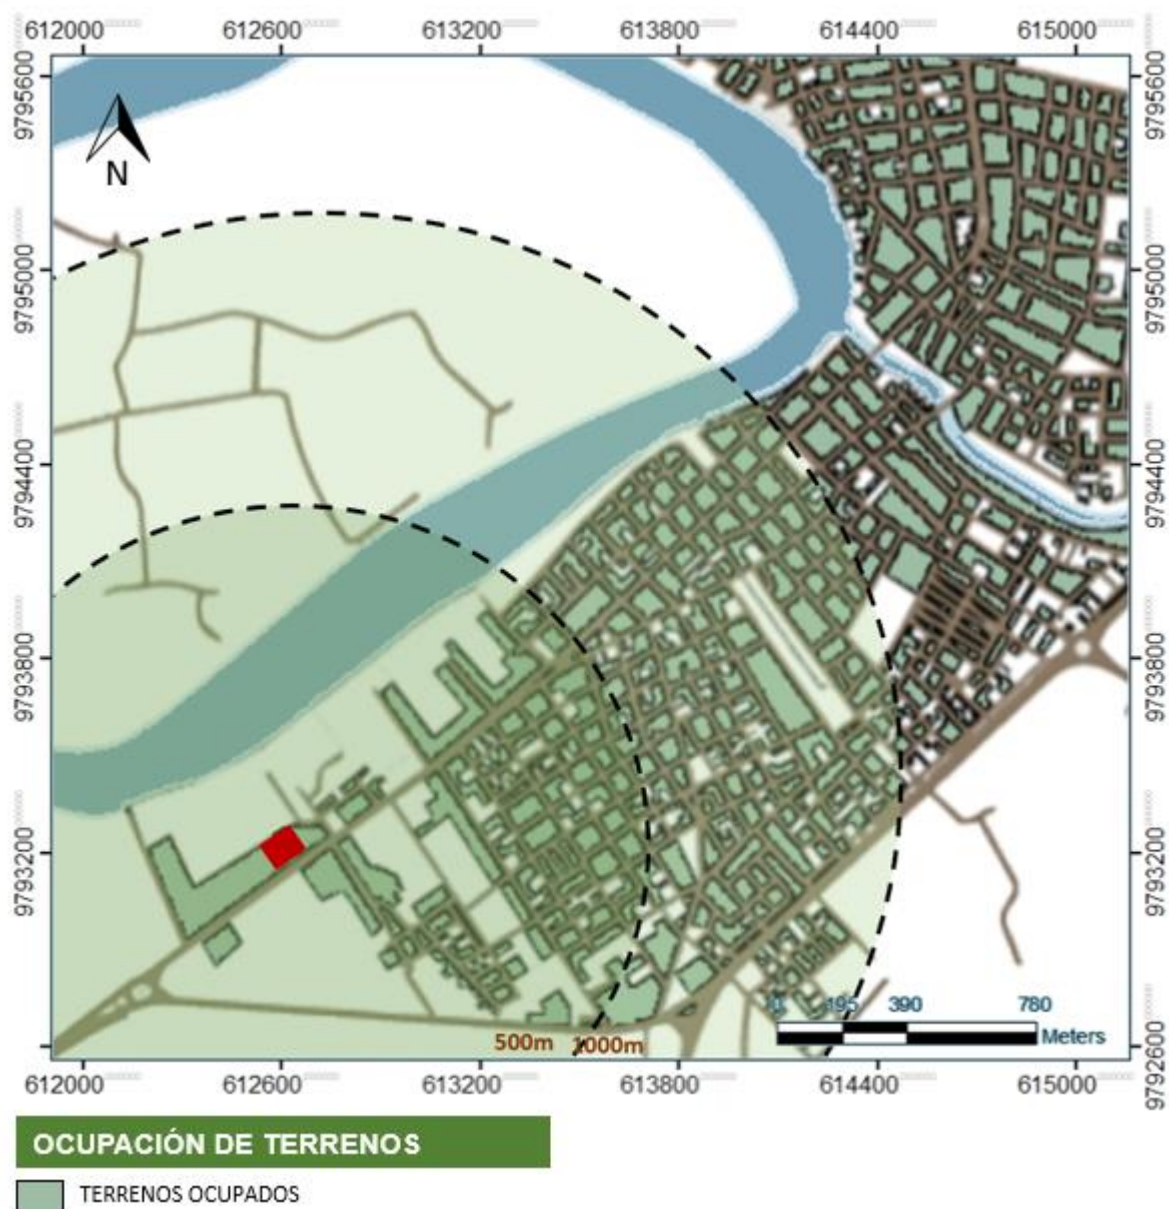 612000 612600 613200 613800 614400 615000
9795600 9795600
N
9795000 9795000
9794400 9794400
9793800 9793800
9793200 9793200
0 195 390 780
Meters
500m 1000m
9792600
612000 612600 613200 613800 614400 615000
OCUPACIÓN DE TERRENOS
TERRENOS OCUPADOS